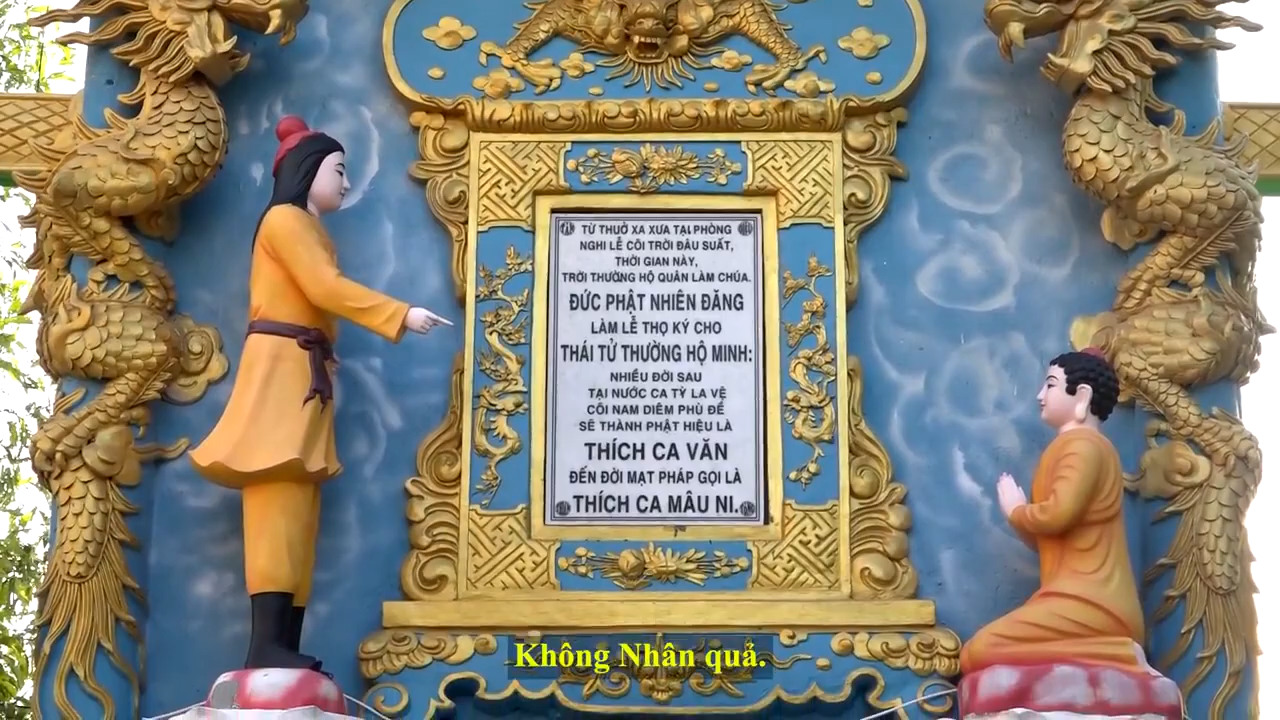 TỪ THUỞ XA XƯA TẠI PHÒNG
NGHI LỄ CÕI TRỜI ĐÂU SUẤT,
THỜI GIAN NÀY,
TRỜI THƯỜNG HỘ QUÂN LÀM CHÚA.
ĐỨC PHẬT NHIÊN ĐĂNG
LÀM LỄ THỌ KÝ CHO
THÁI TỬ THƯỜNG HỘ MINH:
NHIỀU ĐỜI SAU
TẠI NƯỚC CA TỲ LA VỆ
CÕI NAM DIÊM PHÙ ĐỀ
SẼ THÀNH PHẬT HIỆU LÀ
THÍCH CA VĂN
ĐẾN ĐỜI MẠT PHÁP GỌI LÀ
THÍCH CA MÂU NI.
Không Nhân quả.